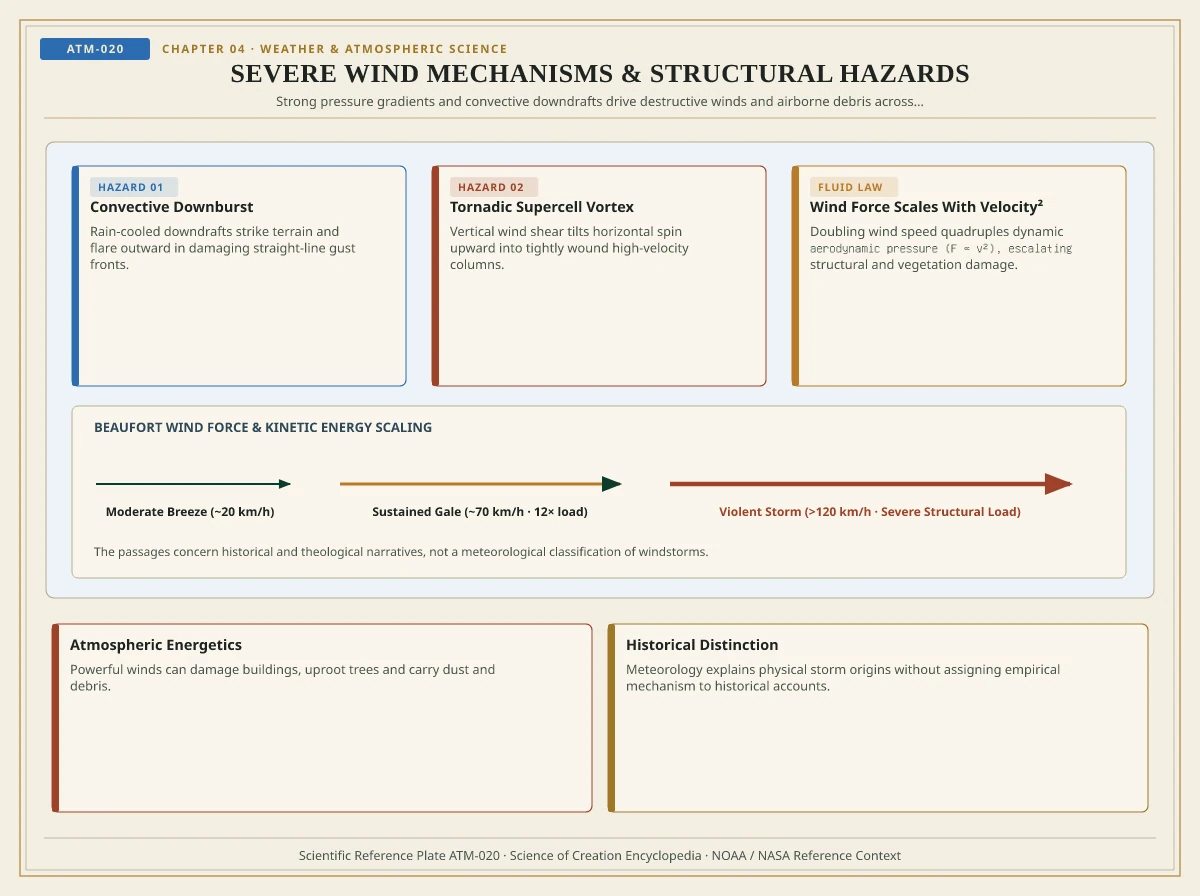 ATM-020
CHAPTER 04 · WEATHER & ATMOSPHERIC SCIENCE
SEVERE WIND MECHANISMS & STRUCTURAL HAZARDS
Strong pressure gradients and convective downdrafts drive destructive winds and airborne debris across…
HAZARD 01
Convective Downburst
Rain-cooled downdrafts strike terrain and
flare outward in damaging straight-line gust
fronts.
HAZARD 02
Tornadic Supercell Vortex
Vertical wind shear tilts horizontal spin
upward into tightly wound high-velocity
columns.
FLUID LAW
Wind Force Scales With Velocity²
Doubling wind speed quadruples dynamic
aerodynamic pressure (F ∝ v²), escalating
structural and vegetation damage.
BEAUFORT WIND FORCE & KINETIC ENERGY SCALING
Moderate Breeze (~20 km/h)
Sustained Gale (~70 km/h · 12× load)
Violent Storm (>120 km/h · Severe Structural Load)
The passages concern historical and theological narratives, not a meteorological classification of windstorms.
Atmospheric Energetics
Powerful winds can damage buildings, uproot trees and carry dust and
debris.
Historical Distinction
Meteorology explains physical storm origins without assigning empirical
mechanism to historical accounts.
Scientific Reference Plate ATM-020 · Science of Creation Encyclopedia · NOAA / NASA Reference Context